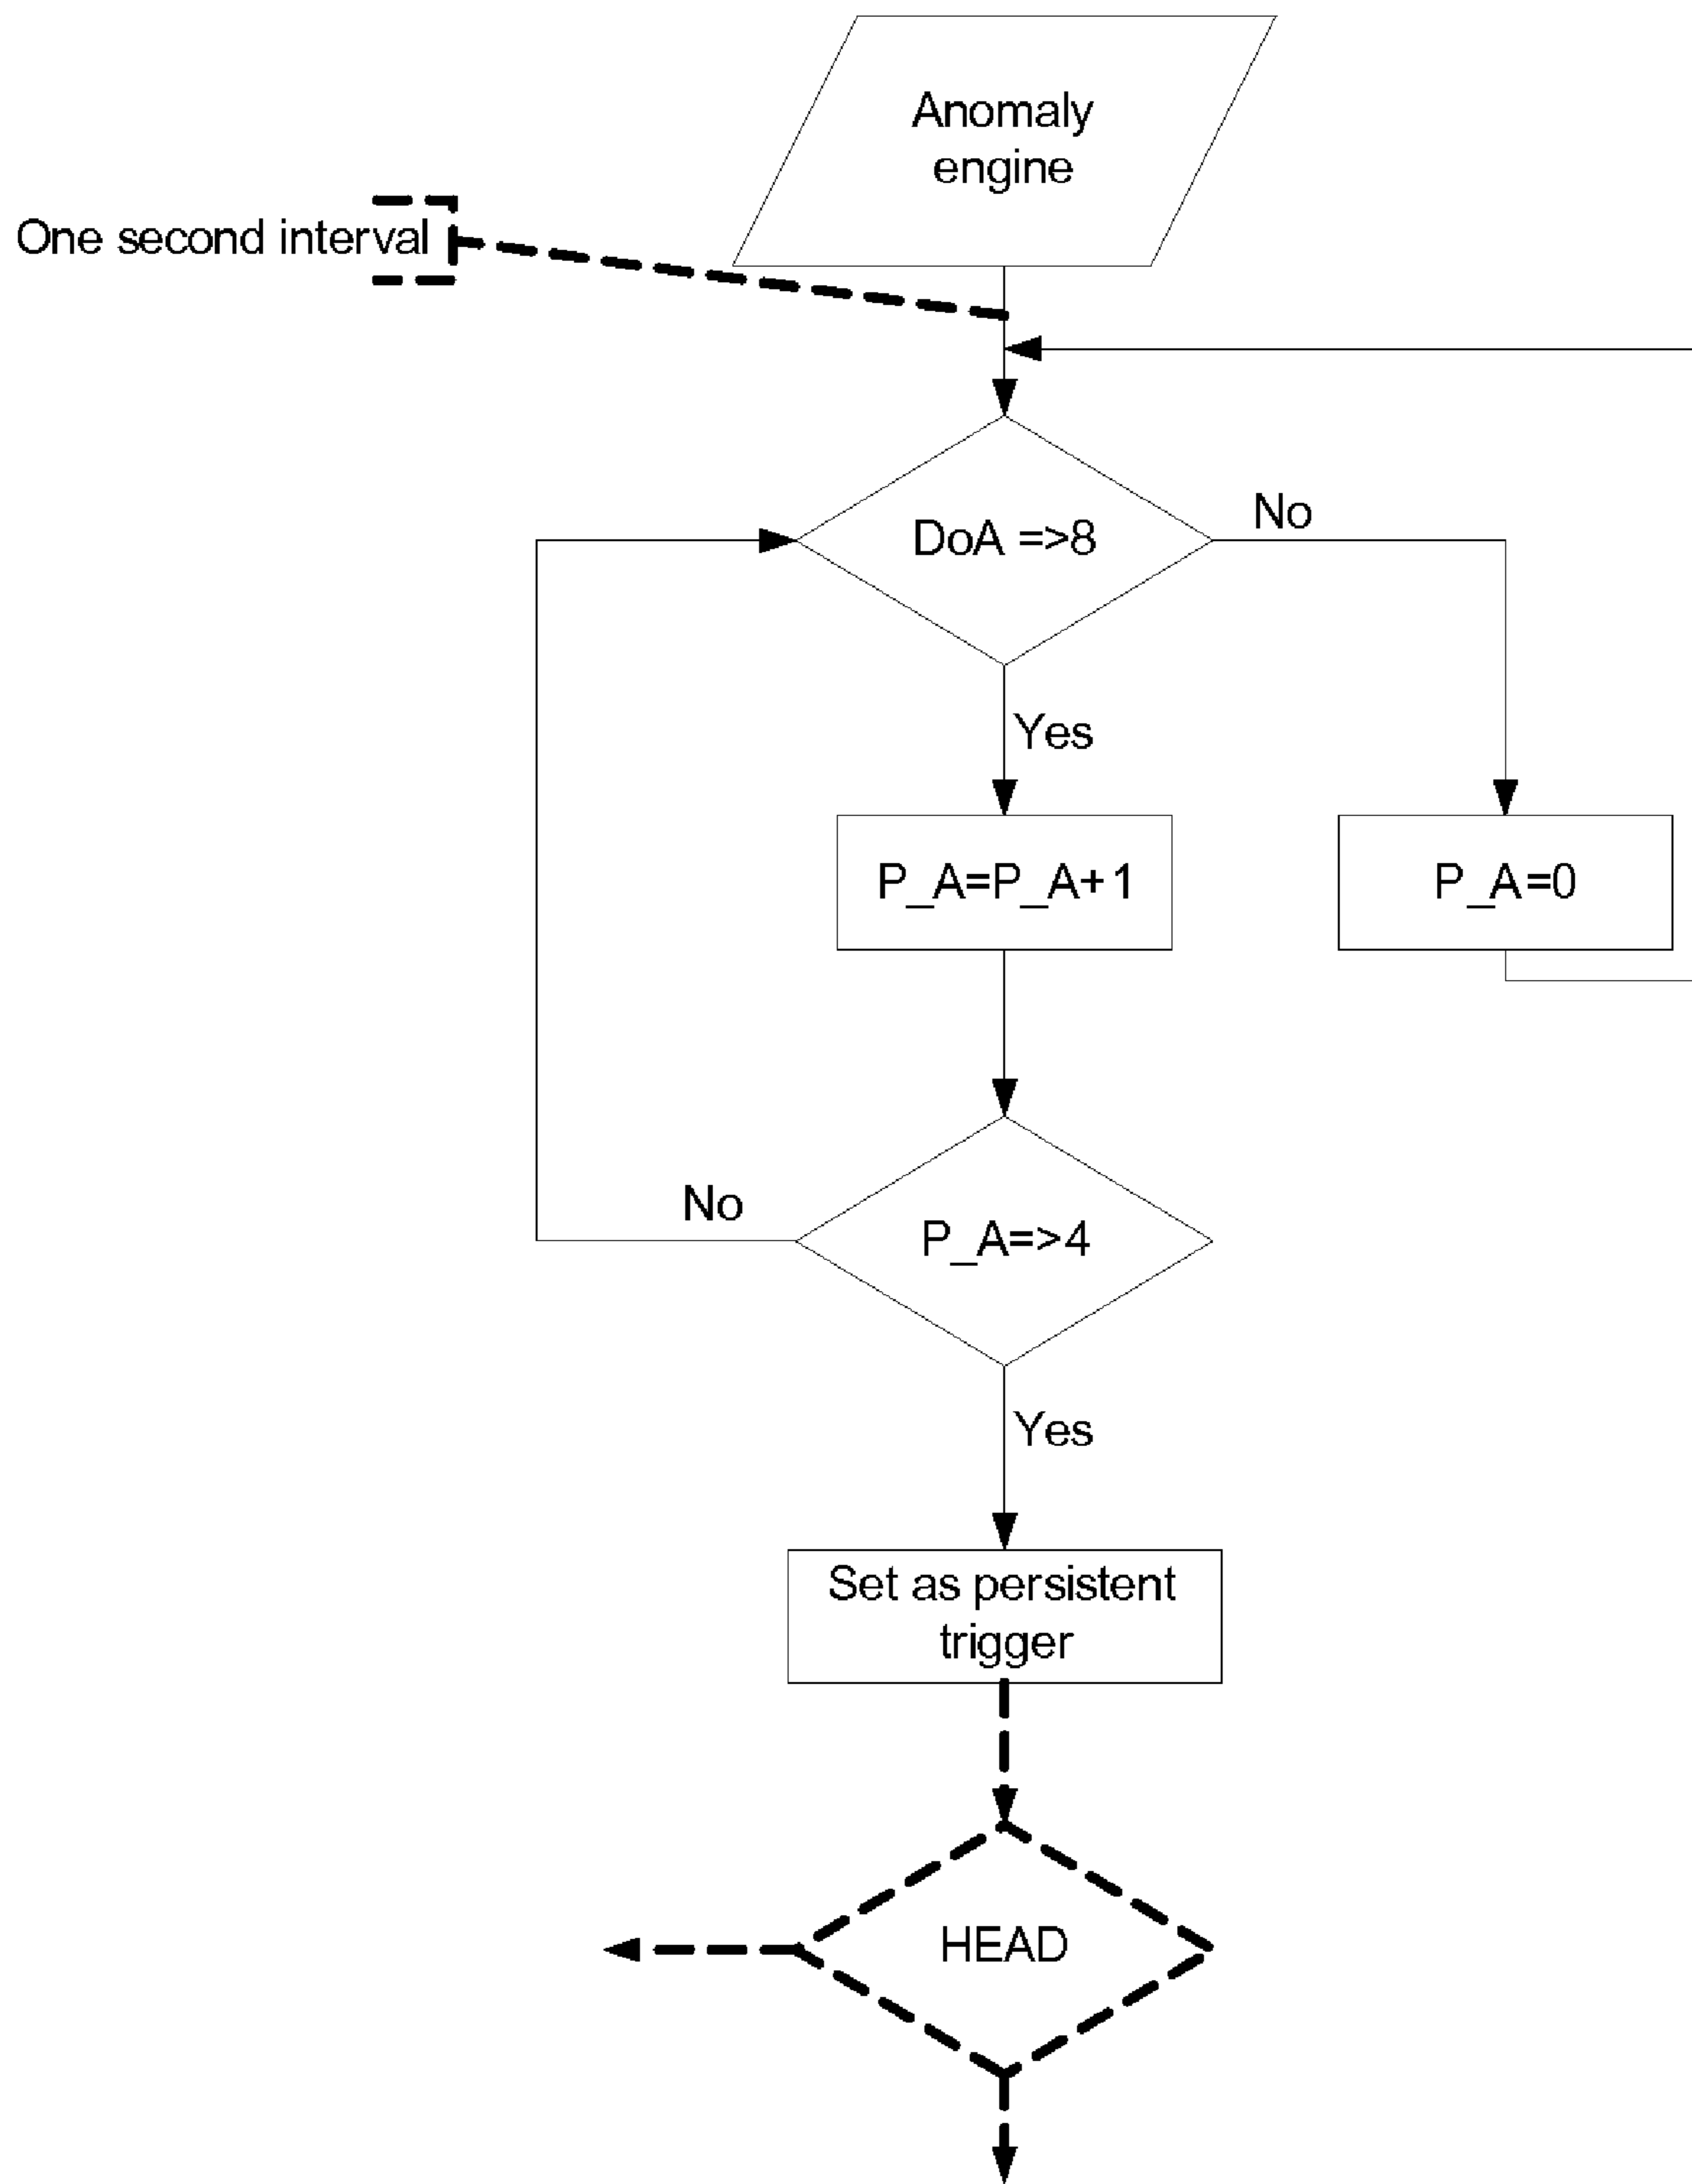 Anomaly
engine
One second interval
DoA =>8
No
Yes
P_A=P_A+1
P_A=0
No
P_A=>4
Yes
Set as persistent
trigger
HEAD